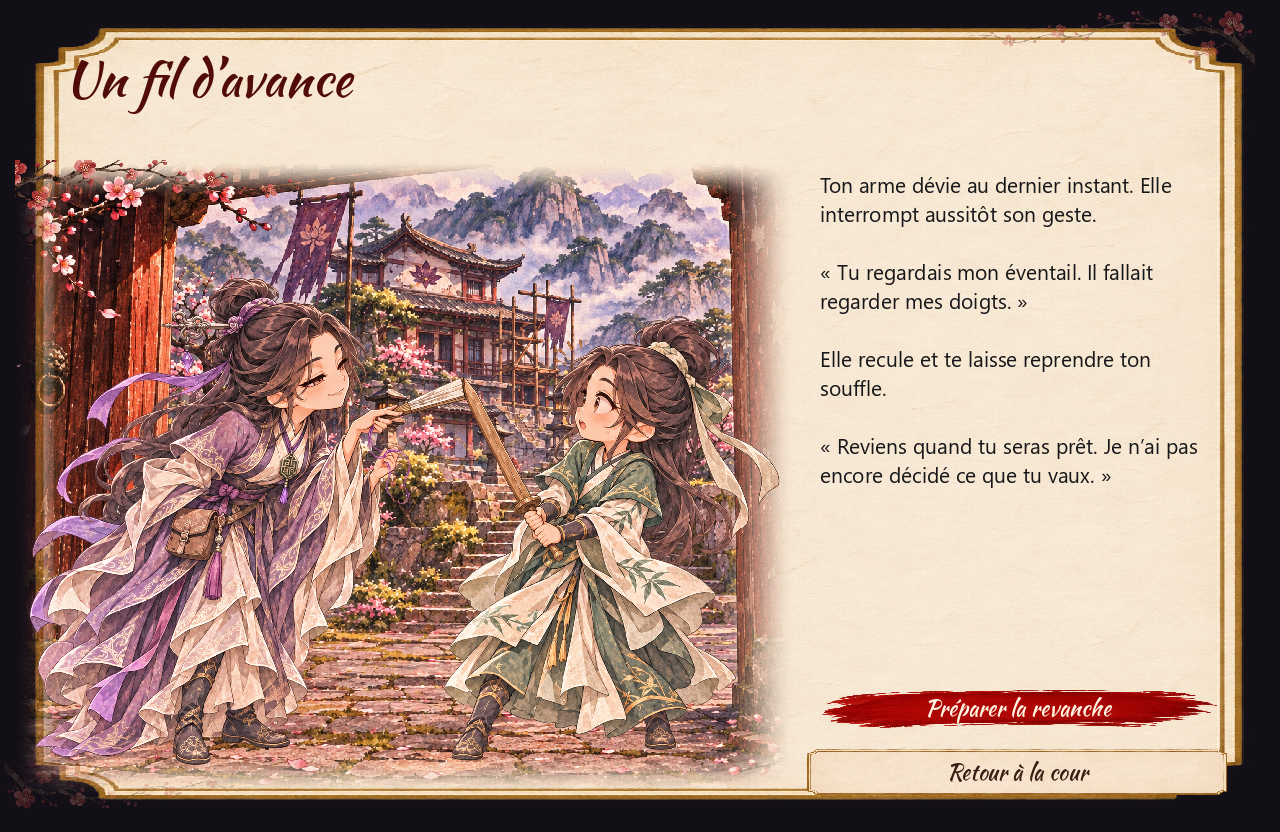 Un fil d’avance
Ton arme dévie au dernier instant. Elle
interrompt aussitôt son geste.
« Tu regardais mon éventail. Il fallait
regarder mes doigts. »
Elle recule et te laisse reprendre ton
souffle.
« Reviens quand tu seras prêt. Je n’ai pas
encore décidé ce que tu vaux. »
Préparer la revanche
Retour à la cour